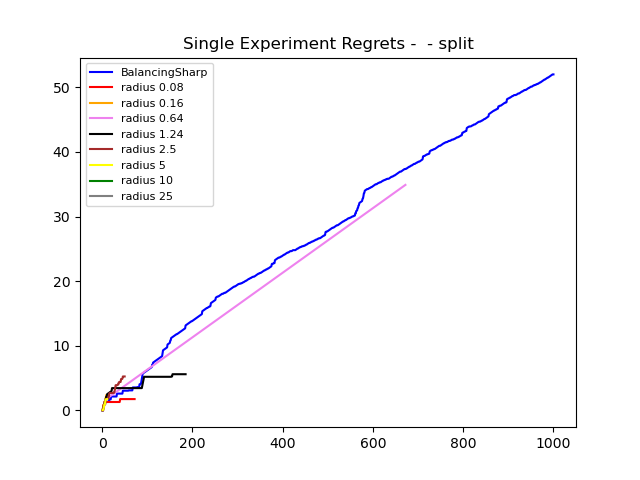 Single Experiment Regrets -  - split
BalancingSharp
radius 0.08
radius 0.16
radius 0.64
radius 1.24
radius 2.5
radius 5
radius 10
radius 25
50
40
30
20
10
0
0 200 400 600 800 1000